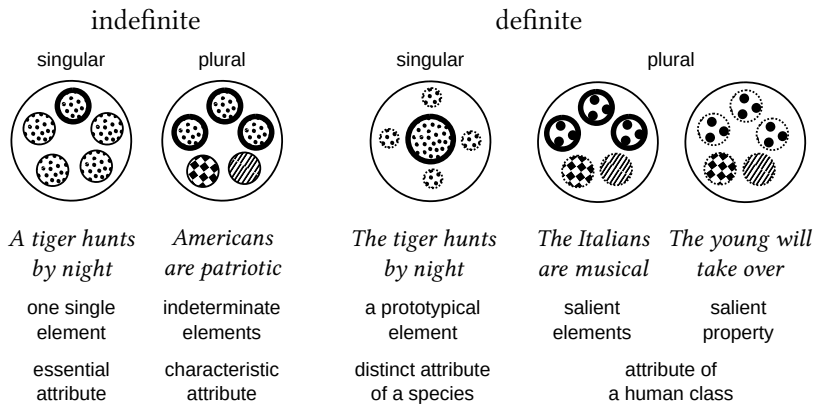 indefinite
definite
singular
plural
singular
plural
A tiger hunts
by night
Americans
are patriotic
The tiger hunts
by night
The Italians
are musical
The young will
take over
one single
element
indeterminate
elements
a prototypical
element
salient
elements
salient
property
essential
attribute
characteristic
attribute
distinct attribute
of a species
attribute of
a human class